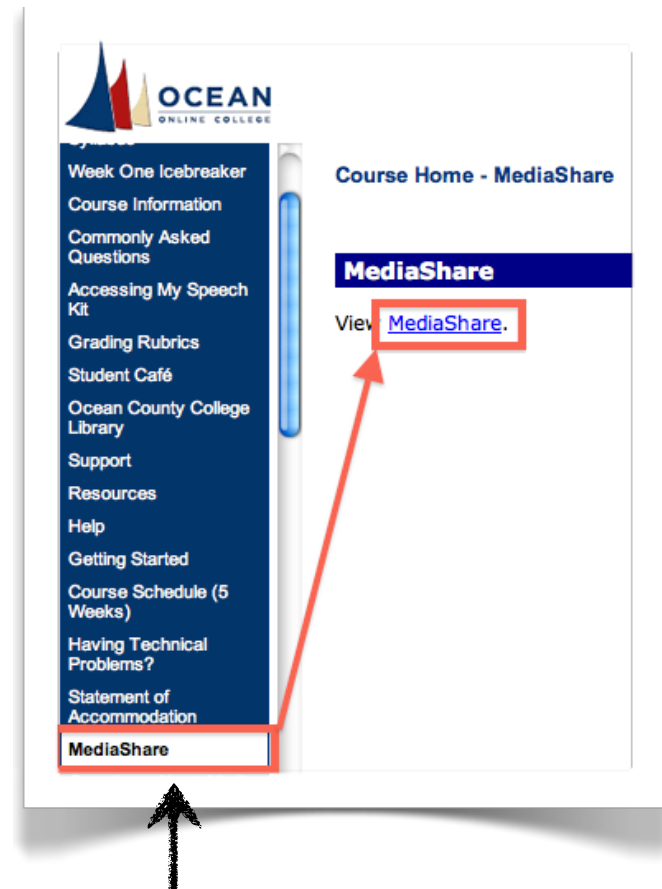 OCEAN
ONLINE COLLEGE
Syllabus
Week One Icebreaker
Course Information
Commonly Asked
Questions
Accessing My Speech
Kit
Grading Rubrics
Student Café
Ocean County College
Library
Support
Resources
Help
Getting Started
Course Schedule (5
Weeks)
Having Technical
Problems?
Statement of
Accommodation
MediaShare
Course Home - MediaShare
MediaShare
View MediaShare.